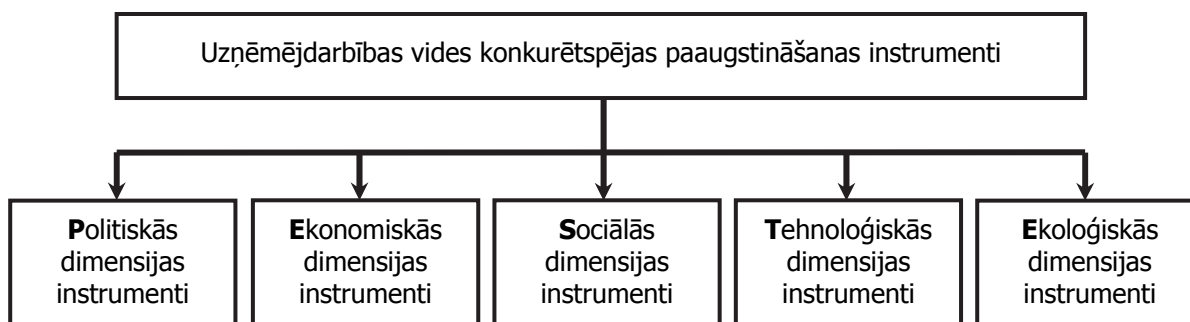 Uzņēmējdarbības vides konkurētspējas paaugstināšanas instrumenti
Politiskās
dimensijas
instrumenti
Ekonomiskās
dimensijas
instrumenti
Sociālās
dimensijas
instrumenti
Tehnoloģiskās
dimensijas
instrumenti
Ekoloģiskās
dimensijas
instrumenti